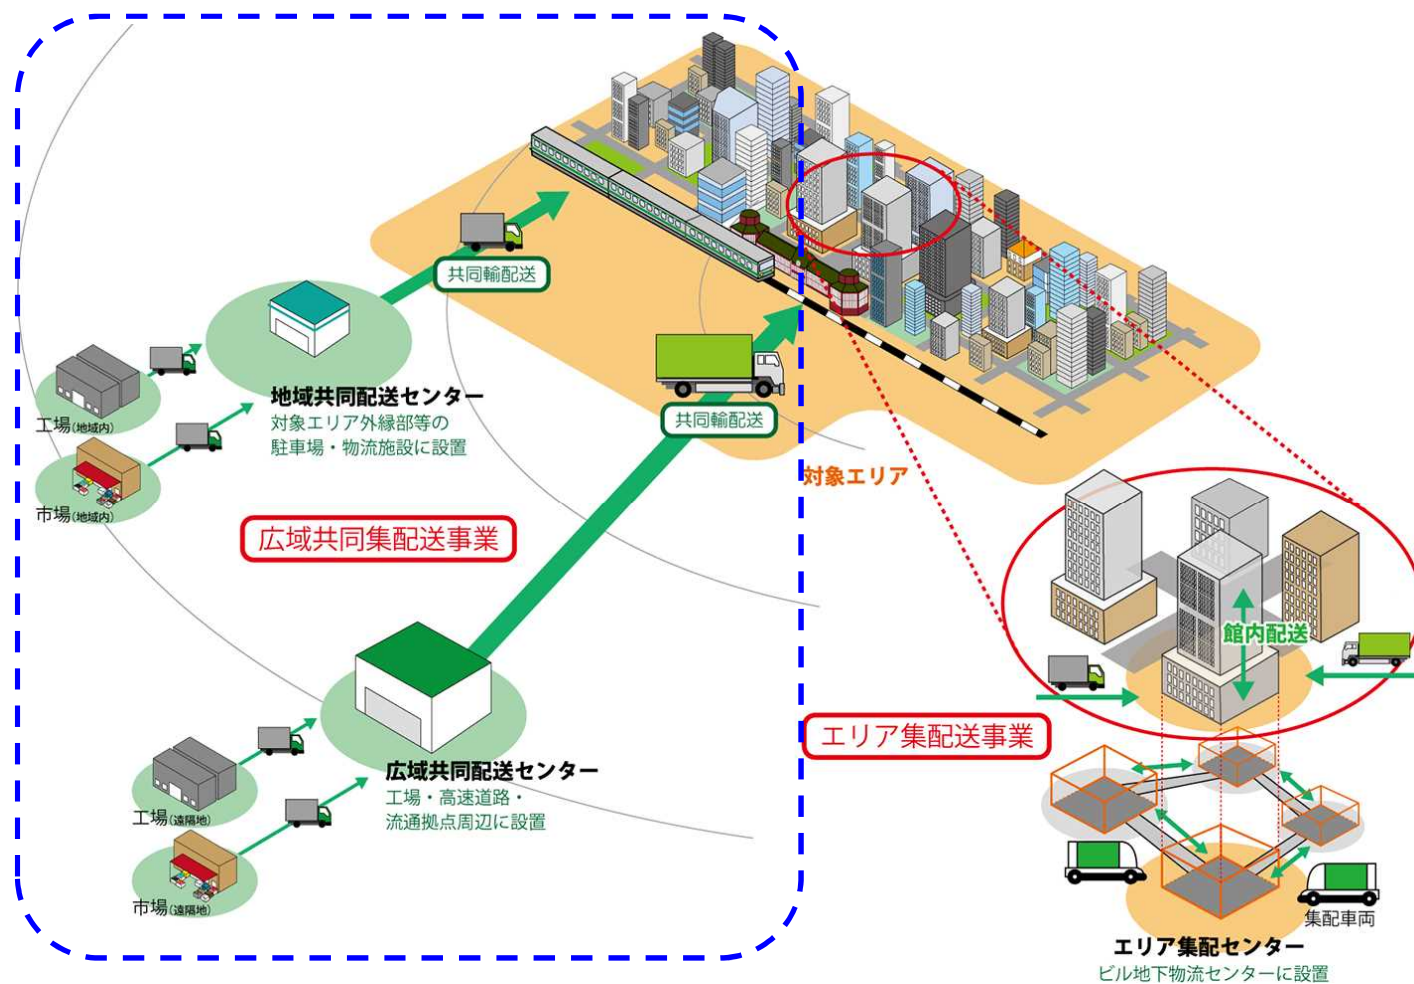 共同輸配送
地域共同配送センター
対象エリア外縁部等の
駐車場・物流施設に設置
工場(地域内)
市場(地域内)
共同輸配送
対象エリア
広域共同集配送事業
館内配送
エリア集配送事業
広域共同配送センター
工場・高速道路・
流通拠点周辺に設置
工場(遠隔地)
市場(遠隔地)
集配車両
エリア集配センター
ビル地下物流センターに設置